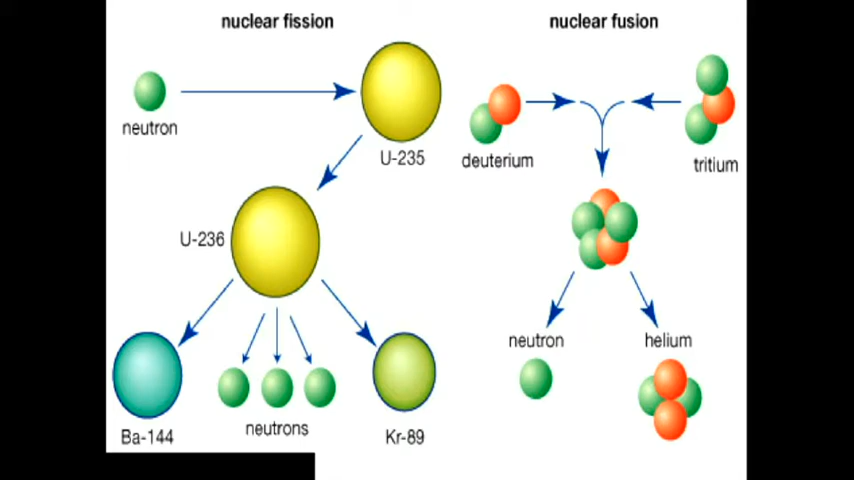 nuclear fission
neutron
U-235
U-236
Ba-144
neutrons
Kr-89
nuclear fusion
deuterium
tritium
neutron
helium